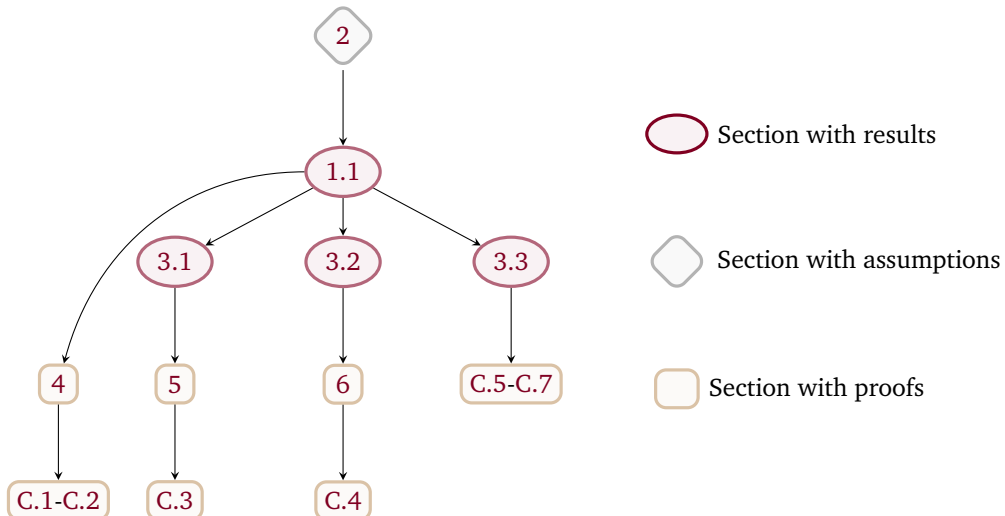 2
1.1
Section with results
3.1
3.2
3.3
Section with assumptions
4
5
6
C.5-C.7
Section with proofs
C.1-C.2
C.3
C.4